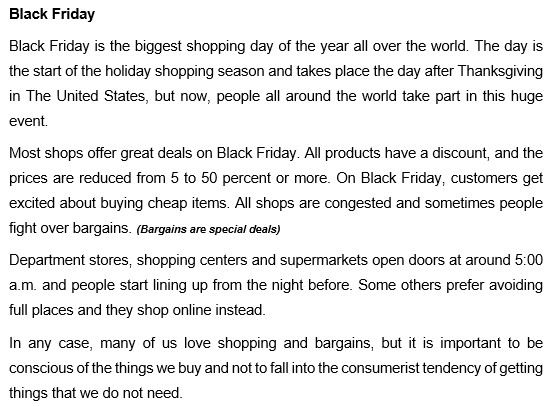 Black Friday
Black Friday is the biggest shopping day of the year all over the world. The day is
the start of the holiday shopping season and takes place the day after Thanksgiving
in The United States, but now, people all around the world take part in this huge
event.
Most shops offer great deals on Black Friday. All products have a discount, and the
prices are reduced from 5 to 50 percent or more. On Black Friday, customers get
excited about buying cheap items. All shops are congested and sometimes people
fight over bargains. (Bargains are special deals)
Department stores, shopping centers and supermarkets open doors at around 5:00
a.m. and people start lining up from the night before. Some others prefer avoiding
full places and they shop online instead.
In any case, many of us love shopping and bargains, but it is important to be
conscious of the things we buy and not to fall into the consumerist tendency of getting
things that we do not need.